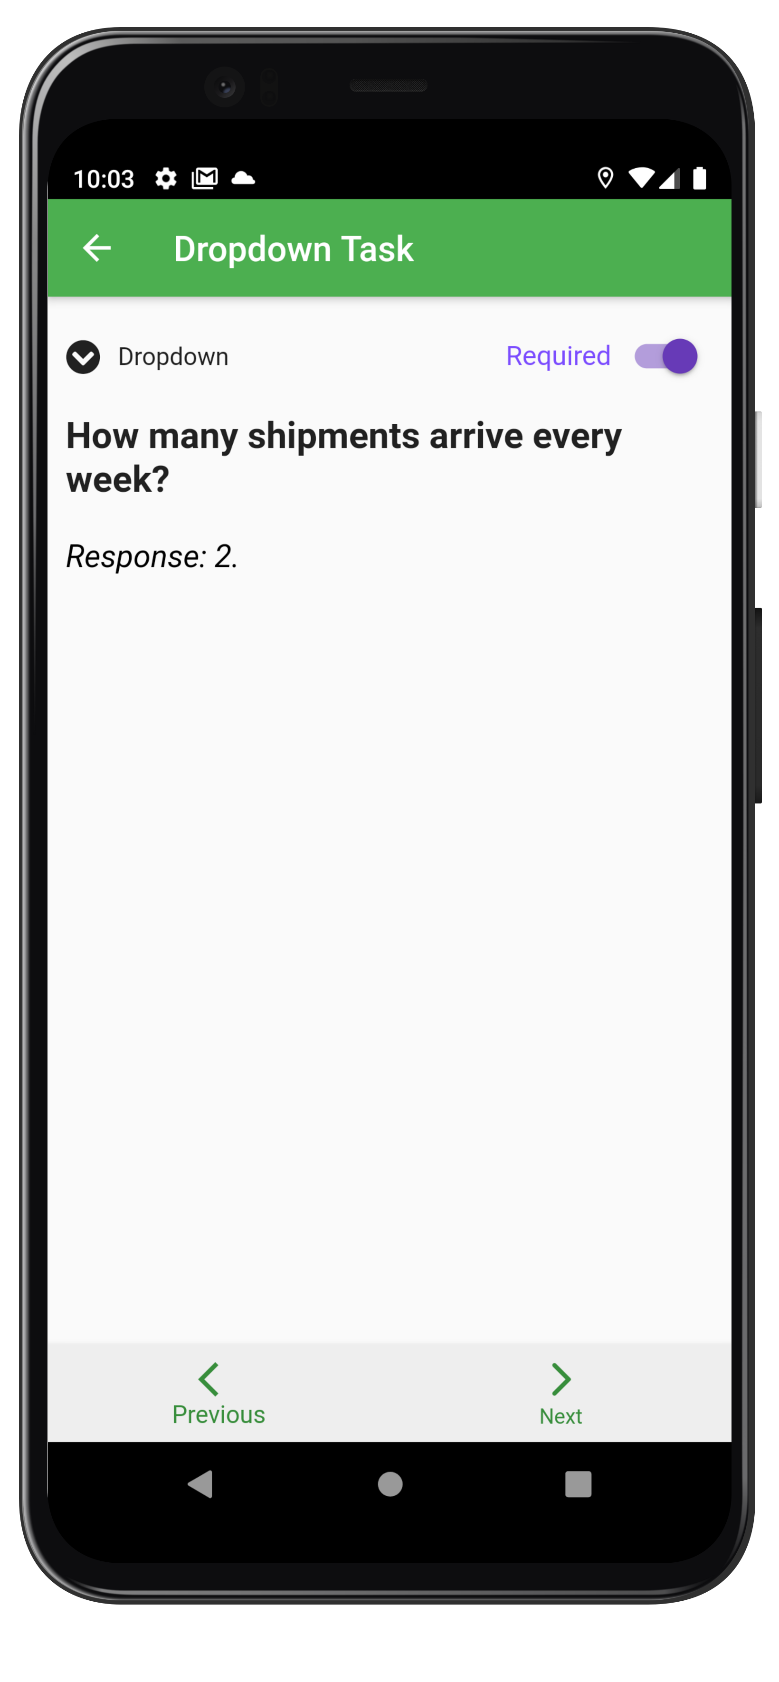 10:03
Dropdown Task
Dropdown
Required
How many shipments arrive every
week?
Response: 2.
Previous
Next